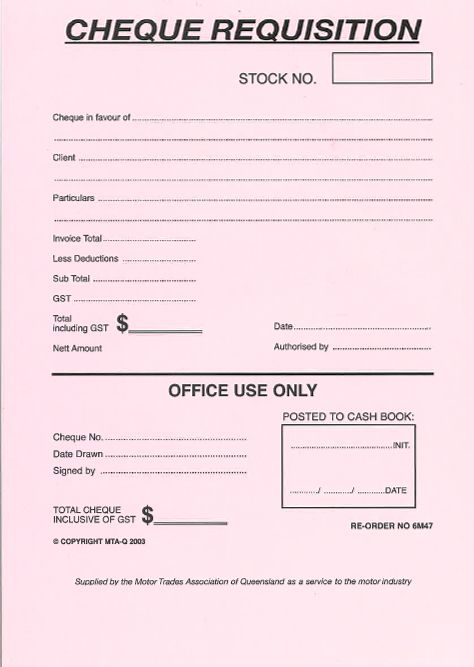 CHEQUE REQUISITION
STOCK NO.
Cheque in favour of
Client
Particulars
Invoice Total
Less Deductions
Sub Total
GST
Total
including GST $
Date
Nett Amount
Authorised by
OFFICE USE ONLY
POSTED TO CASH BOOK:
Cheque No.
INIT.
Date Drawn
Signed by
/ / DATE
TOTAL CHEQUE
INCLUSIVE OF GST $
RE-ORDER NO 6M47
© COPYRIGHT MTA-Q 2003
Supplied by the Motor Trades Association of Queensland as a service to the motor industry